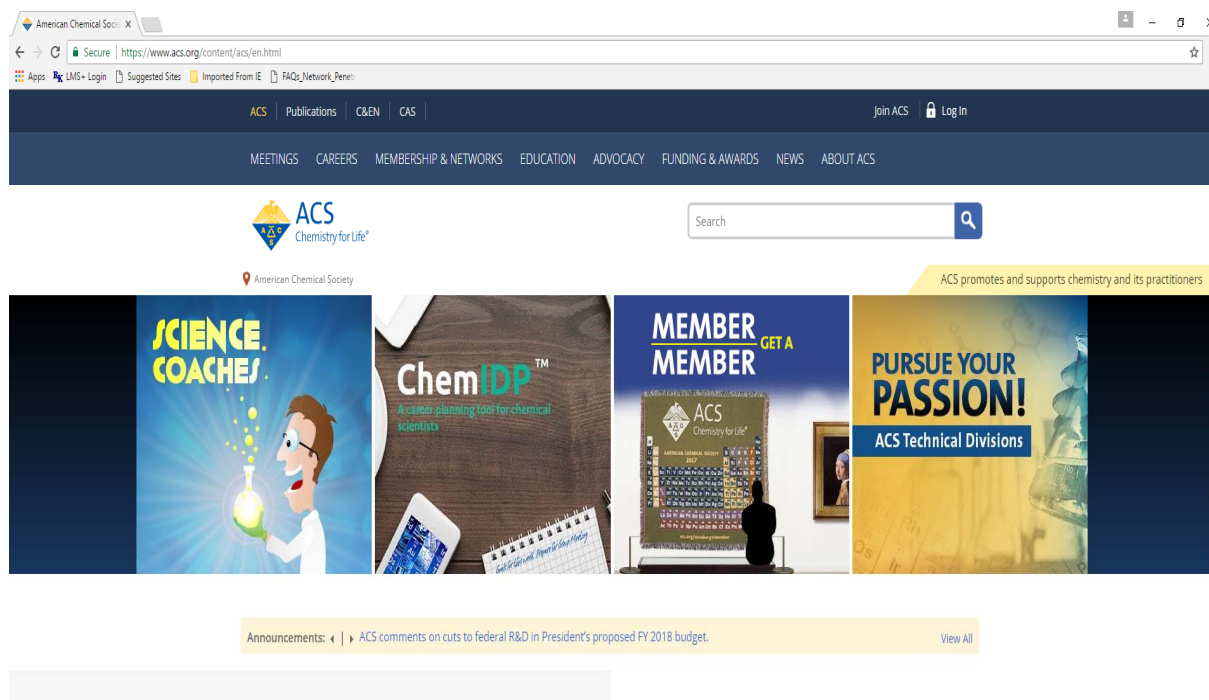 American Chemical Socie
Secure https://www.acs.org/content/acs/en.html
Apps LMS+ Login Suggested Sites Imported From IE FAQs_Network_Penet
ACS Publications C&EN CAS Join ACS Log In
MEETINGS CAREERS MEMBERSHIP & NETWORKS EDUCATION ADVOCACY FUNDING & AWARDS NEWS ABOUT ACS
ACS
Chemistry for Life®
A C S
Search
American Chemical Society
ACS promotes and supports chemistry and its practitioners
SCIENCE
COACHES
ChemIDP™
A career planning tool for chemical
scientists
MEMBER
GET A
MEMBER
ACS
Chemistry for Life®
AMERICAN CHEMICAL SOCIETY
2017
PURSUE YOUR
PASSION!
ACS Technical Divisions
Announcements: ACS comments on cuts to federal R&D in President's proposed FY 2018 budget.
View All